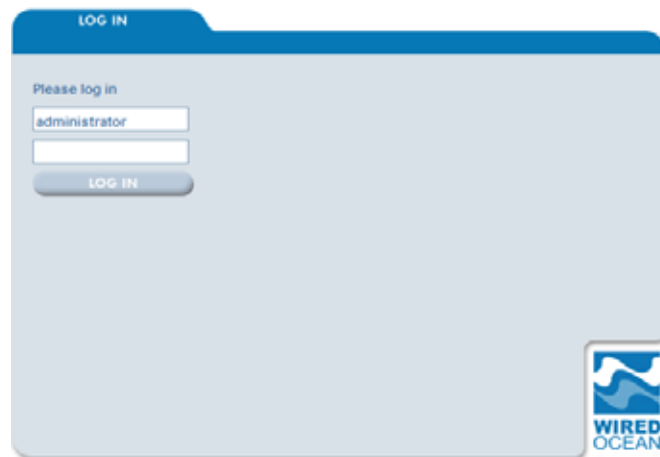 LOG IN
Please log in
administrator
LOG IN
WIRED
OCEAN